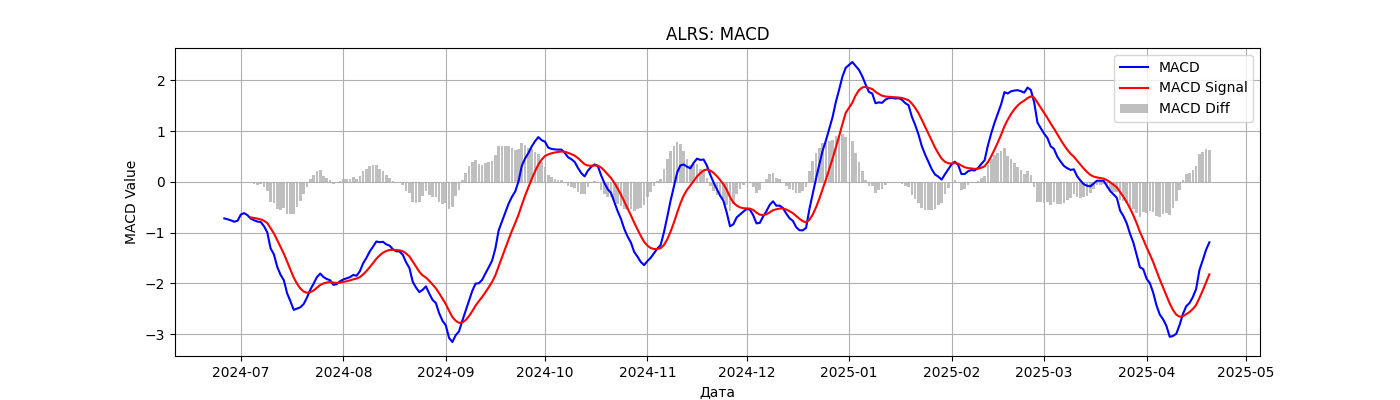 ALRS: MACD
MACD
MACD Signal
MACD Diff
MACD Value
2
1
0
−1
−2
−3
2024-07 2024-08 2024-09 2024-10 2024-11 2024-12 2025-01 2025-02 2025-03 2025-04 2025-05
Дата